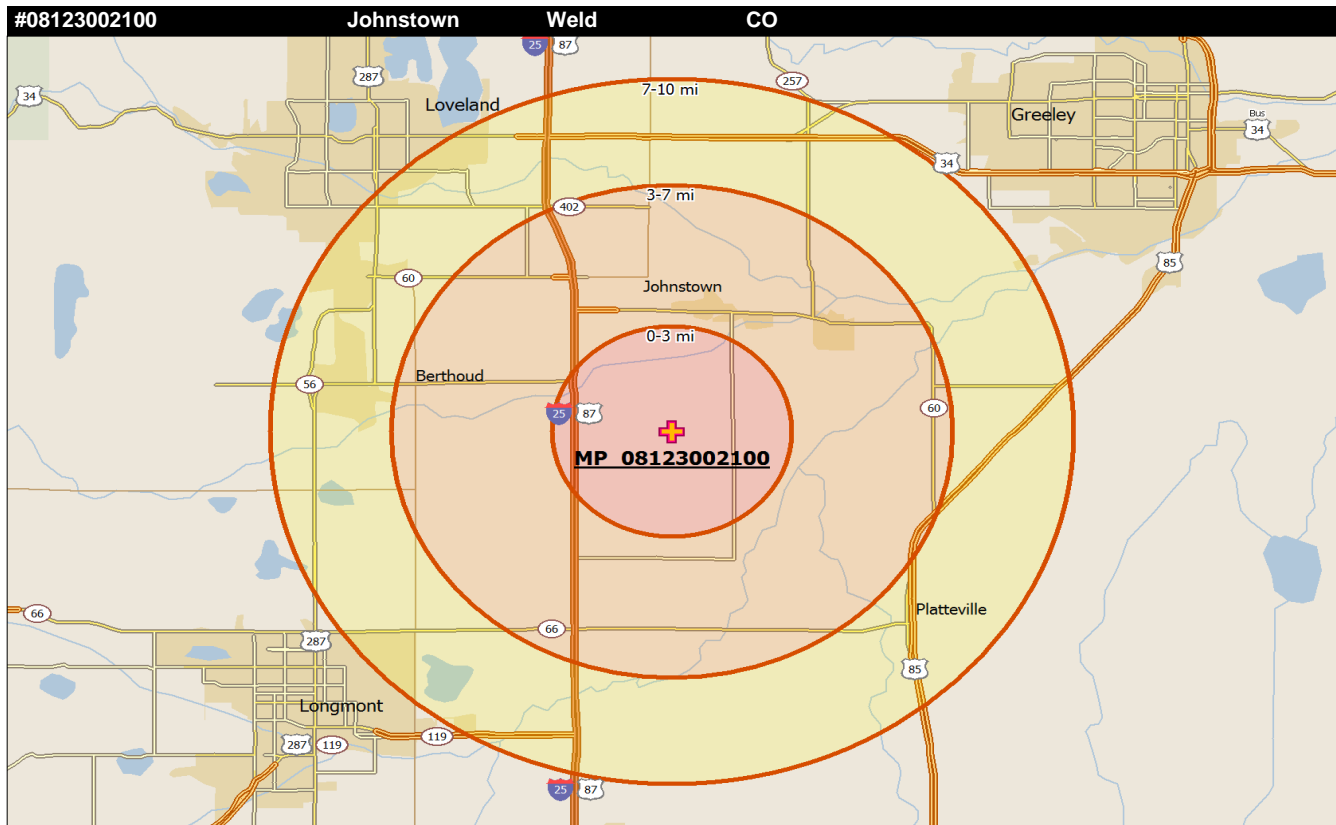 #08123002100 Johnstown Weld CO
25 87
7-10 mi
287
257
34
Loveland
Greeley
Bus
34
34
3-7 mi
402
85
60
Johnstown
0-3 mi
Berthoud
56
60
25 87
MP 08123002100
Platteville
66
66
287
85
Longmont
287 119
119
25 87